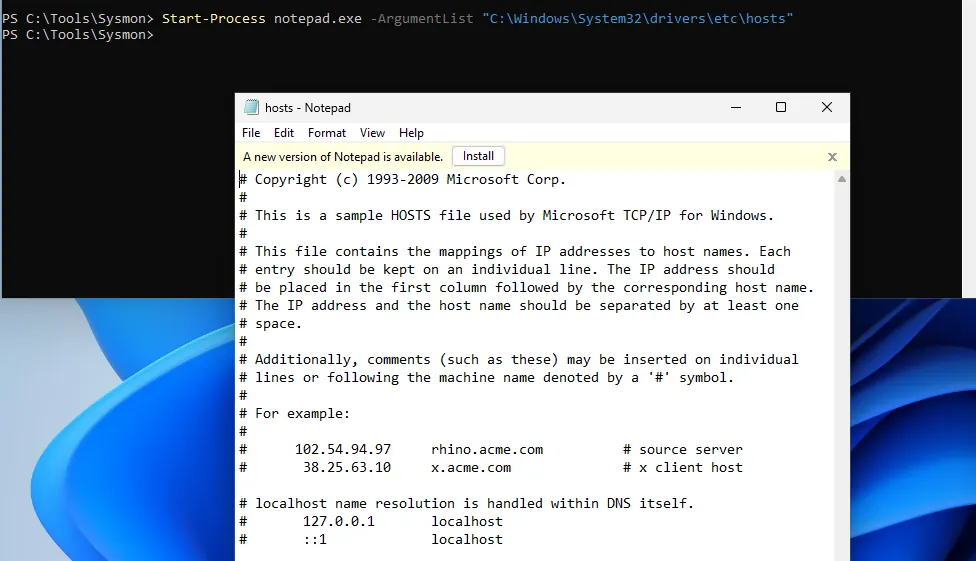 PS C:\Tools\Sysmon> Start-Process notepad.exe -ArgumentList "C:\Windows\System32\drivers\etc\hosts"
PS C:\Tools\Sysmon>
hosts - Notepad
File Edit Format View Help
A new version of Notepad is available. Install x
# Copyright (c) 1993-2009 Microsoft Corp.
#
# This is a sample HOSTS file used by Microsoft TCP/IP for Windows.
#
# This file contains the mappings of IP addresses to host names. Each
# entry should be kept on an individual line. The IP address should
# be placed in the first column followed by the corresponding host name.
# The IP address and the host name should be separated by at least one
# space.
#
# Additionally, comments (such as these) may be inserted on individual
# lines or following the machine name denoted by a '#' symbol.
#
# For example:
#
#      102.54.94.97     rhino.acme.com          # source server
#       38.25.63.10     x.acme.com              # x client host

# localhost name resolution is handled within DNS itself.
#       127.0.0.1       localhost
#       ::1             localhost